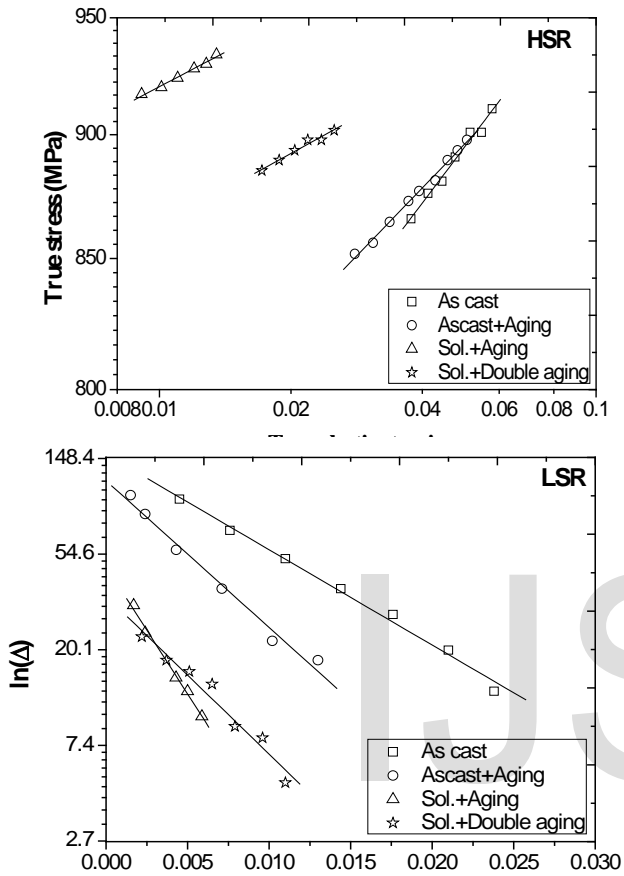 950
HSR
900
True stress (MPa)
850
As cast
Ascast+Aging
Sol.+Aging
Sol.+Double aging
800
0.008 0.01 0.02 0.04 0.06 0.08 0.1
148.4
LSR
54.6
20.1
ln(Δ)
7.4
As cast
Ascast+Aging
Sol.+Aging
Sol.+Double aging
2.7
0.000 0.005 0.010 0.015 0.020 0.025 0.030
IJS